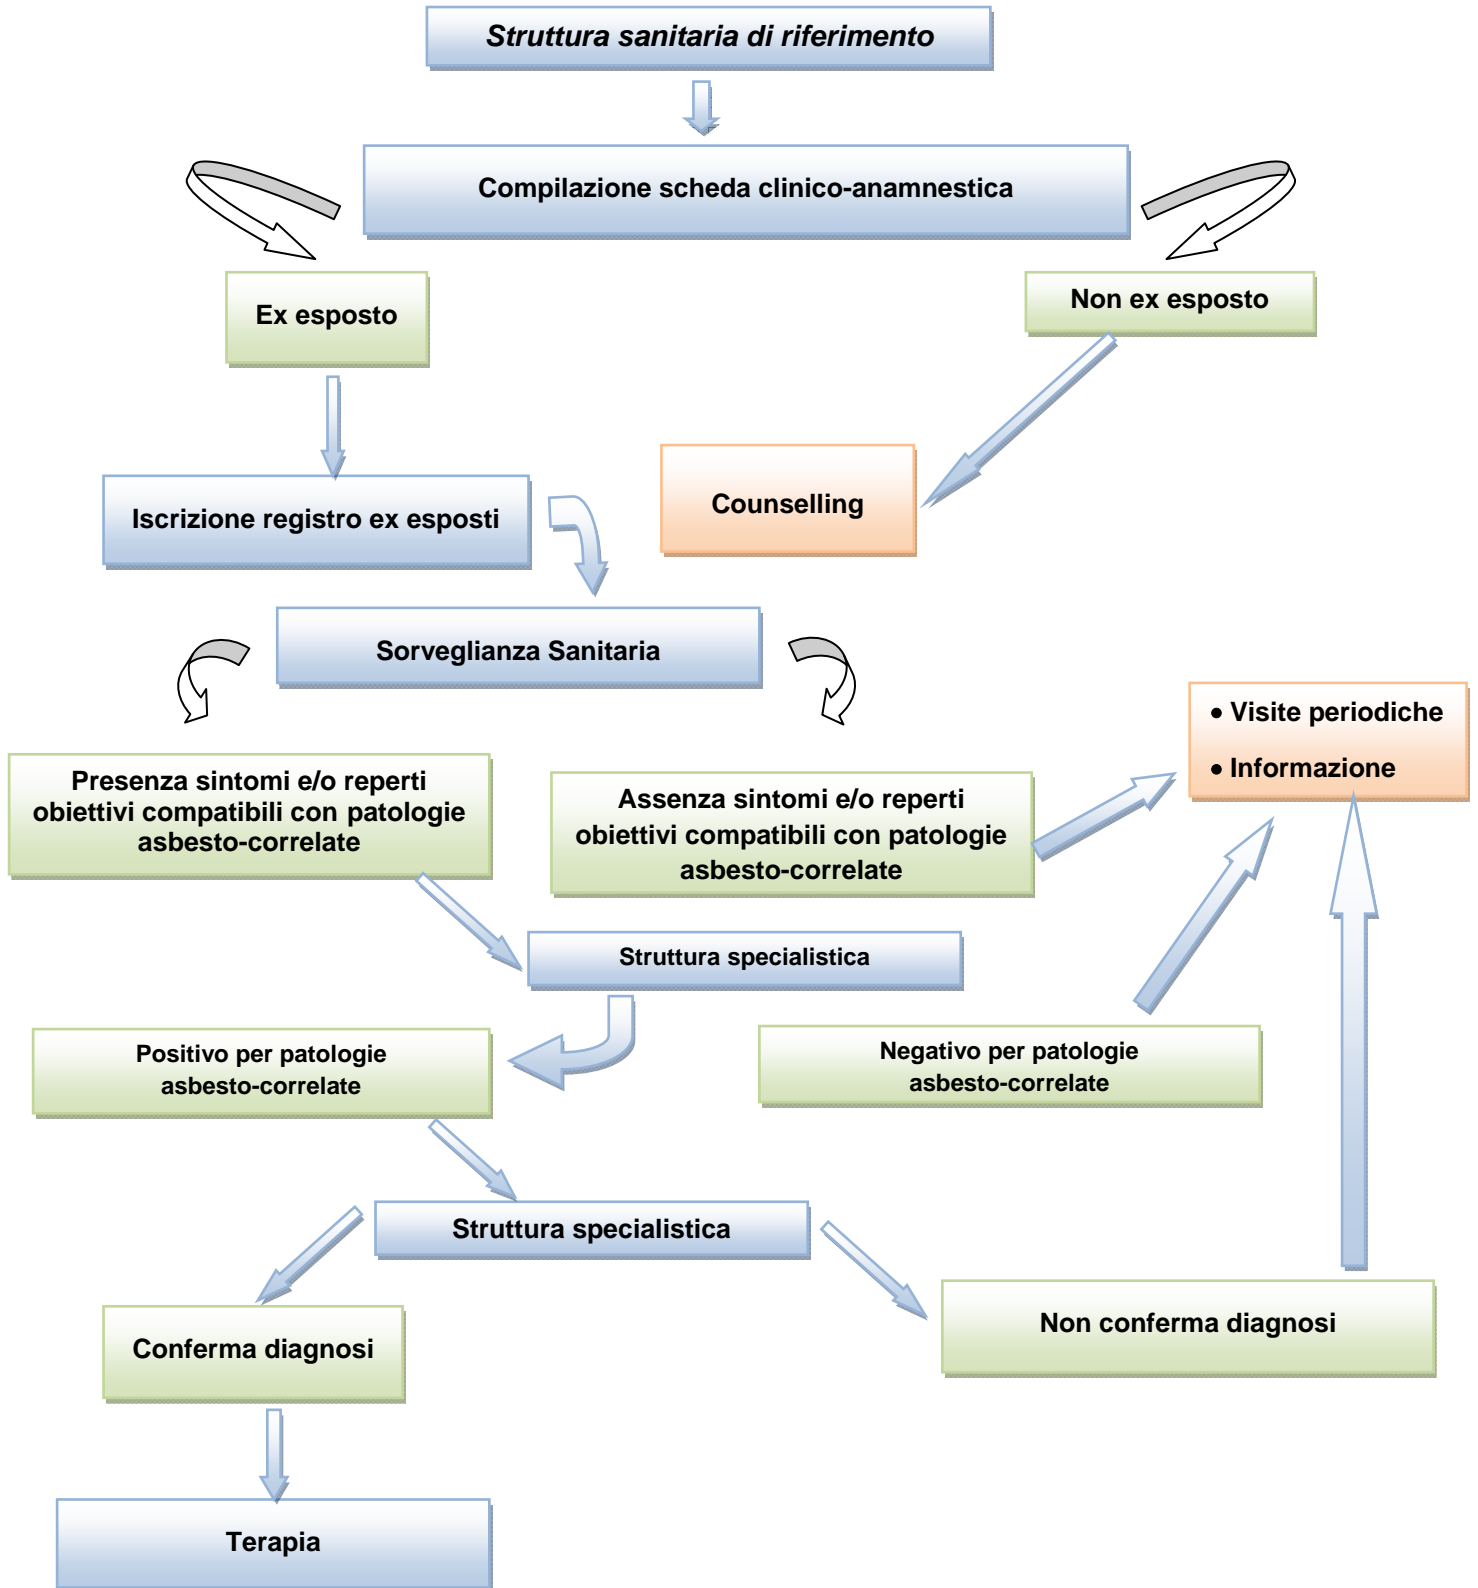 Struttura sanitaria di riferimento
Compilazione scheda clinico-anamnestica
Ex esposto
Non ex esposto
Counselling
Iscrizione registro ex esposti
Sorveglianza Sanitaria
• Visite periodiche
• Informazione
Presenza sintomi e/o reperti
obiettivi compatibili con patologie
asbesto-correlate
Assenza sintomi e/o reperti
obiettivi compatibili con patologie
asbesto-correlate
Struttura specialistica
Positivo per patologie
asbesto-correlate
Negativo per patologie
asbesto-correlate
Struttura specialistica
Conferma diagnosi
Non conferma diagnosi
Terapia